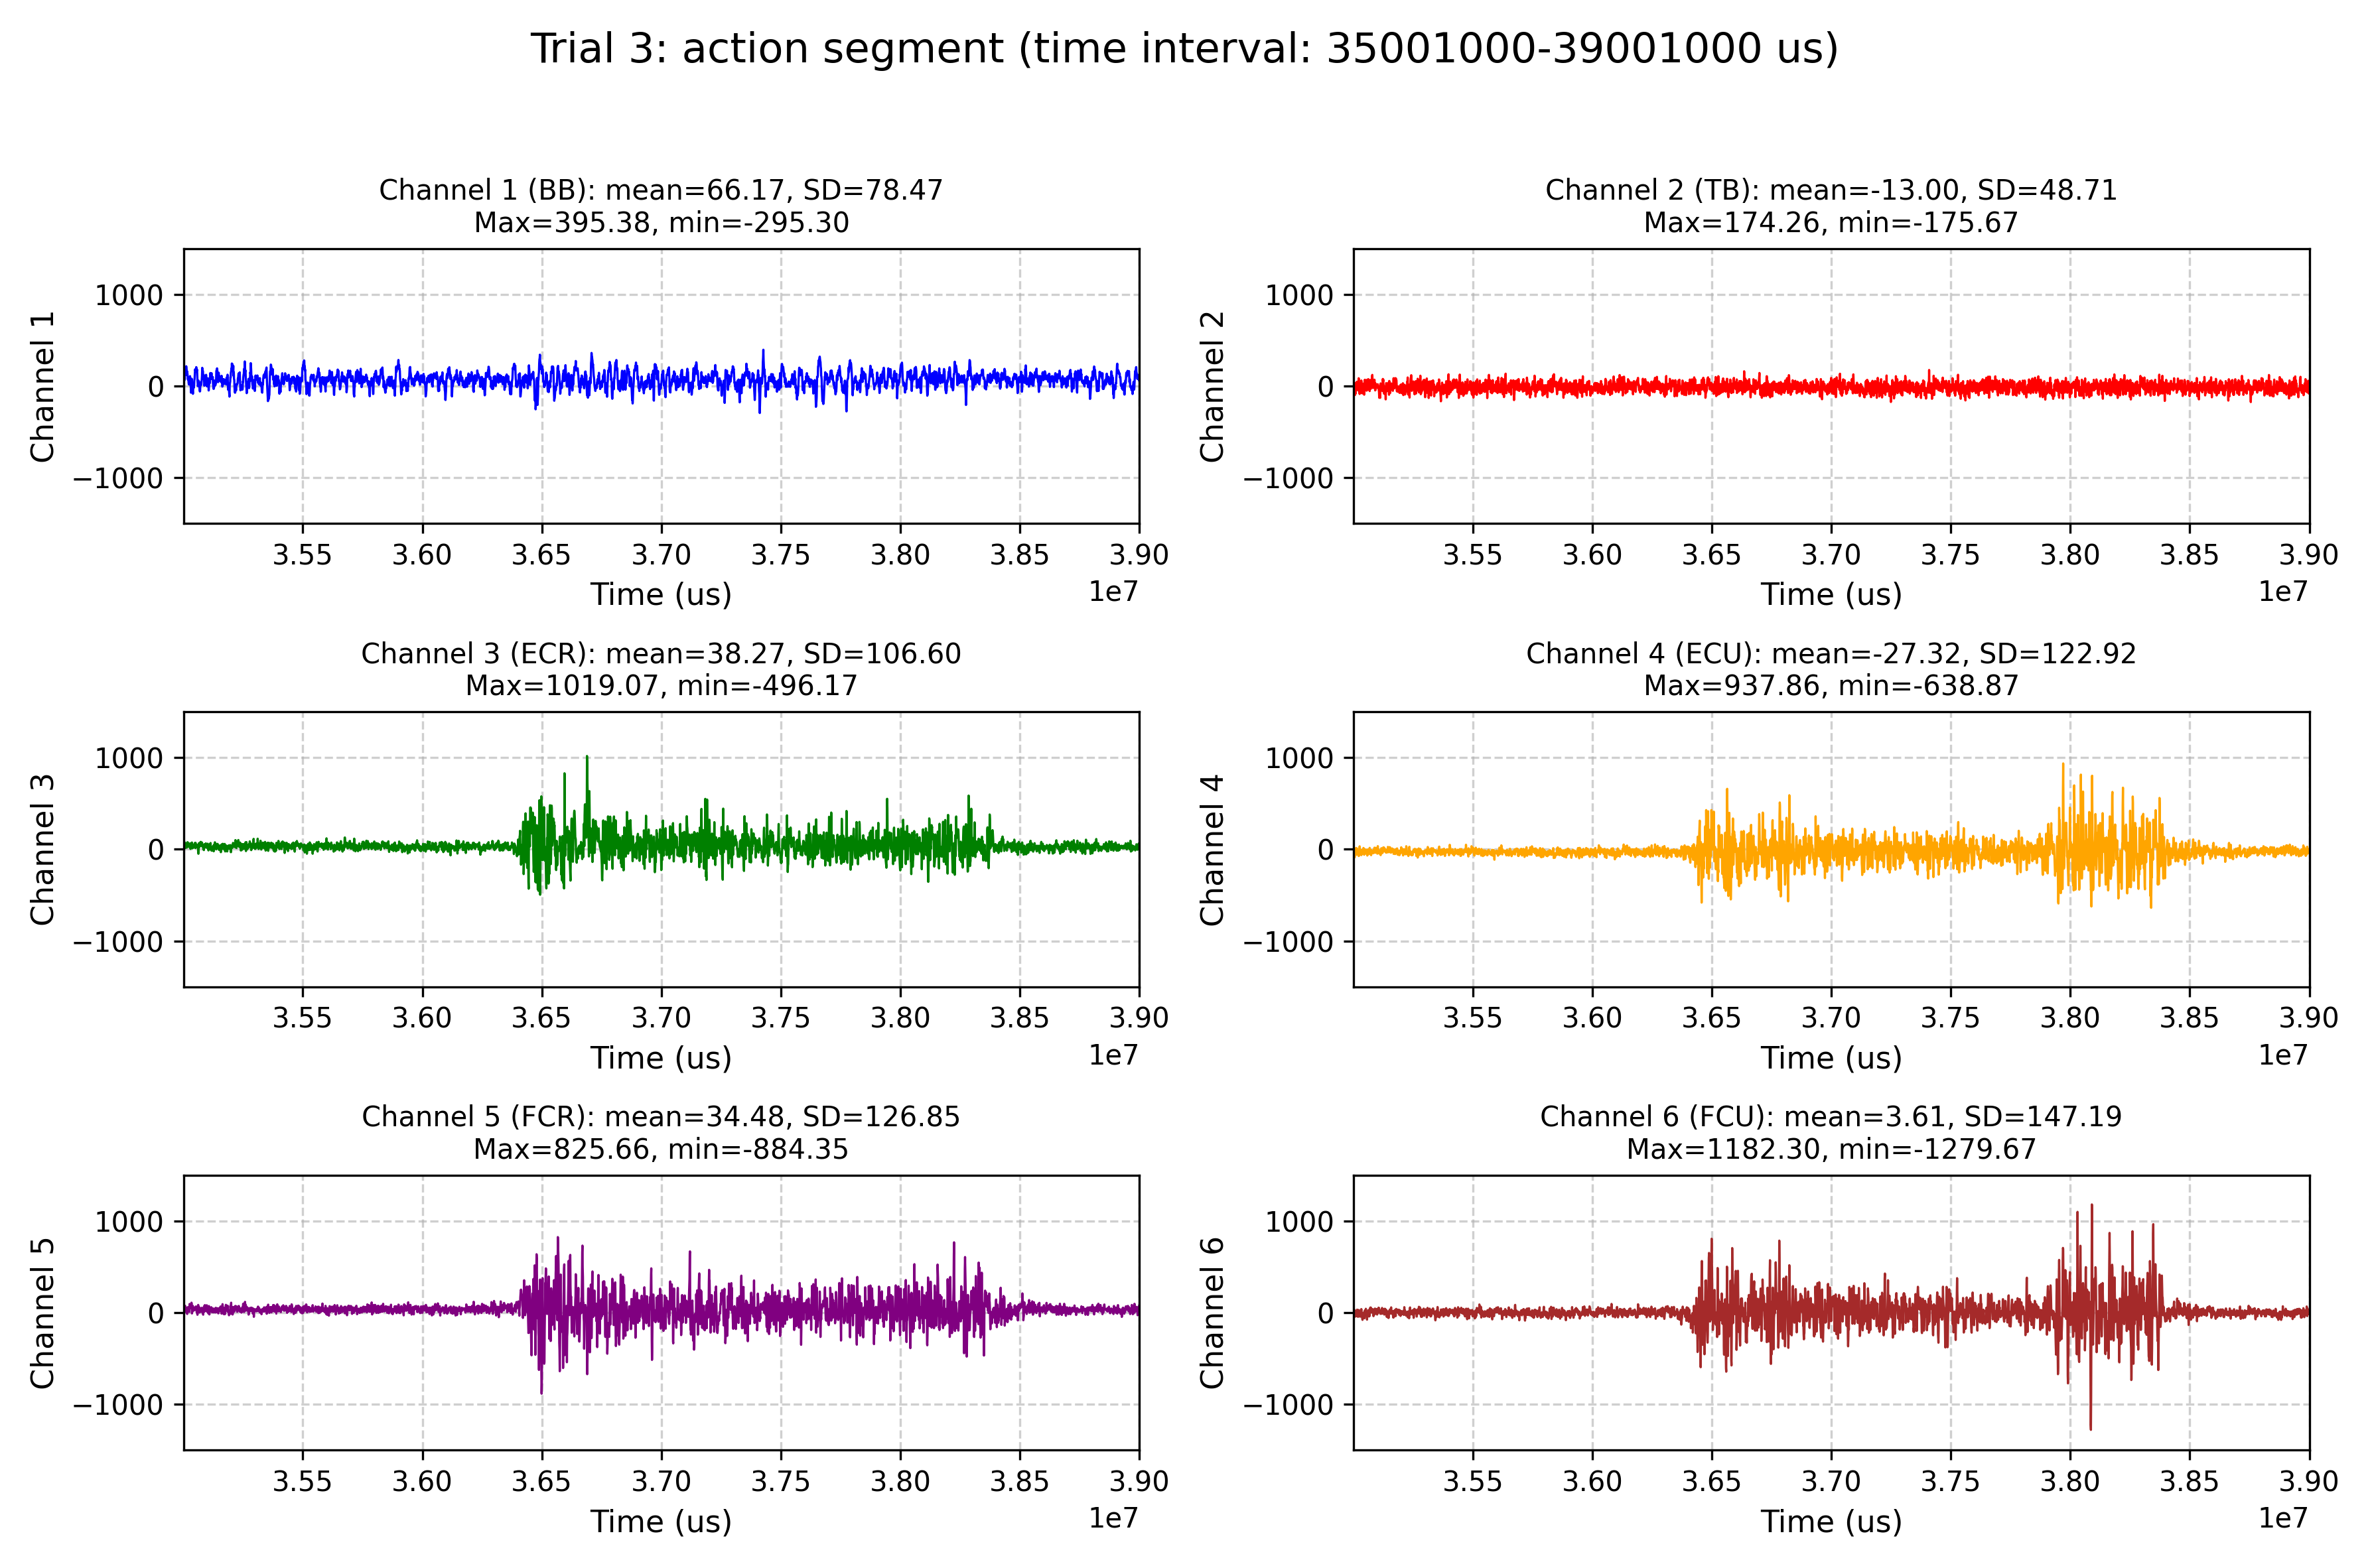 Trial 3: action segment (time interval: 35001000-39001000 us)
Channel 1 (BB): mean=66.17, SD=78.47
Max=395.38, min=-295.30
Channel 1
1000
0
−1000
3.55 3.60 3.65 3.70 3.75 3.80 3.85 3.90
Time (us)
1e7
Channel 2 (TB): mean=-13.00, SD=48.71
Max=174.26, min=-175.67
Channel 2
1000
0
−1000
3.55 3.60 3.65 3.70 3.75 3.80 3.85 3.90
Time (us)
1e7
Channel 3 (ECR): mean=38.27, SD=106.60
Max=1019.07, min=-496.17
Channel 3
1000
0
−1000
3.55 3.60 3.65 3.70 3.75 3.80 3.85 3.90
Time (us)
1e7
Channel 4 (ECU): mean=-27.32, SD=122.92
Max=937.86, min=-638.87
Channel 4
1000
0
−1000
3.55 3.60 3.65 3.70 3.75 3.80 3.85 3.90
Time (us)
1e7
Channel 5 (FCR): mean=34.48, SD=126.85
Max=825.66, min=-884.35
Channel 5
1000
0
−1000
3.55 3.60 3.65 3.70 3.75 3.80 3.85 3.90
Time (us)
1e7
Channel 6 (FCU): mean=3.61, SD=147.19
Max=1182.30, min=-1279.67
Channel 6
1000
0
−1000
3.55 3.60 3.65 3.70 3.75 3.80 3.85 3.90
Time (us)
1e7